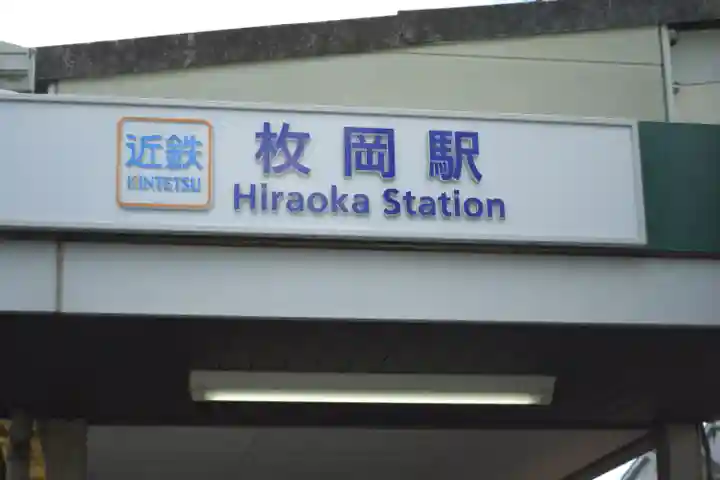 近鉄
KINTETSU
枚岡駅
Hiraoka Station